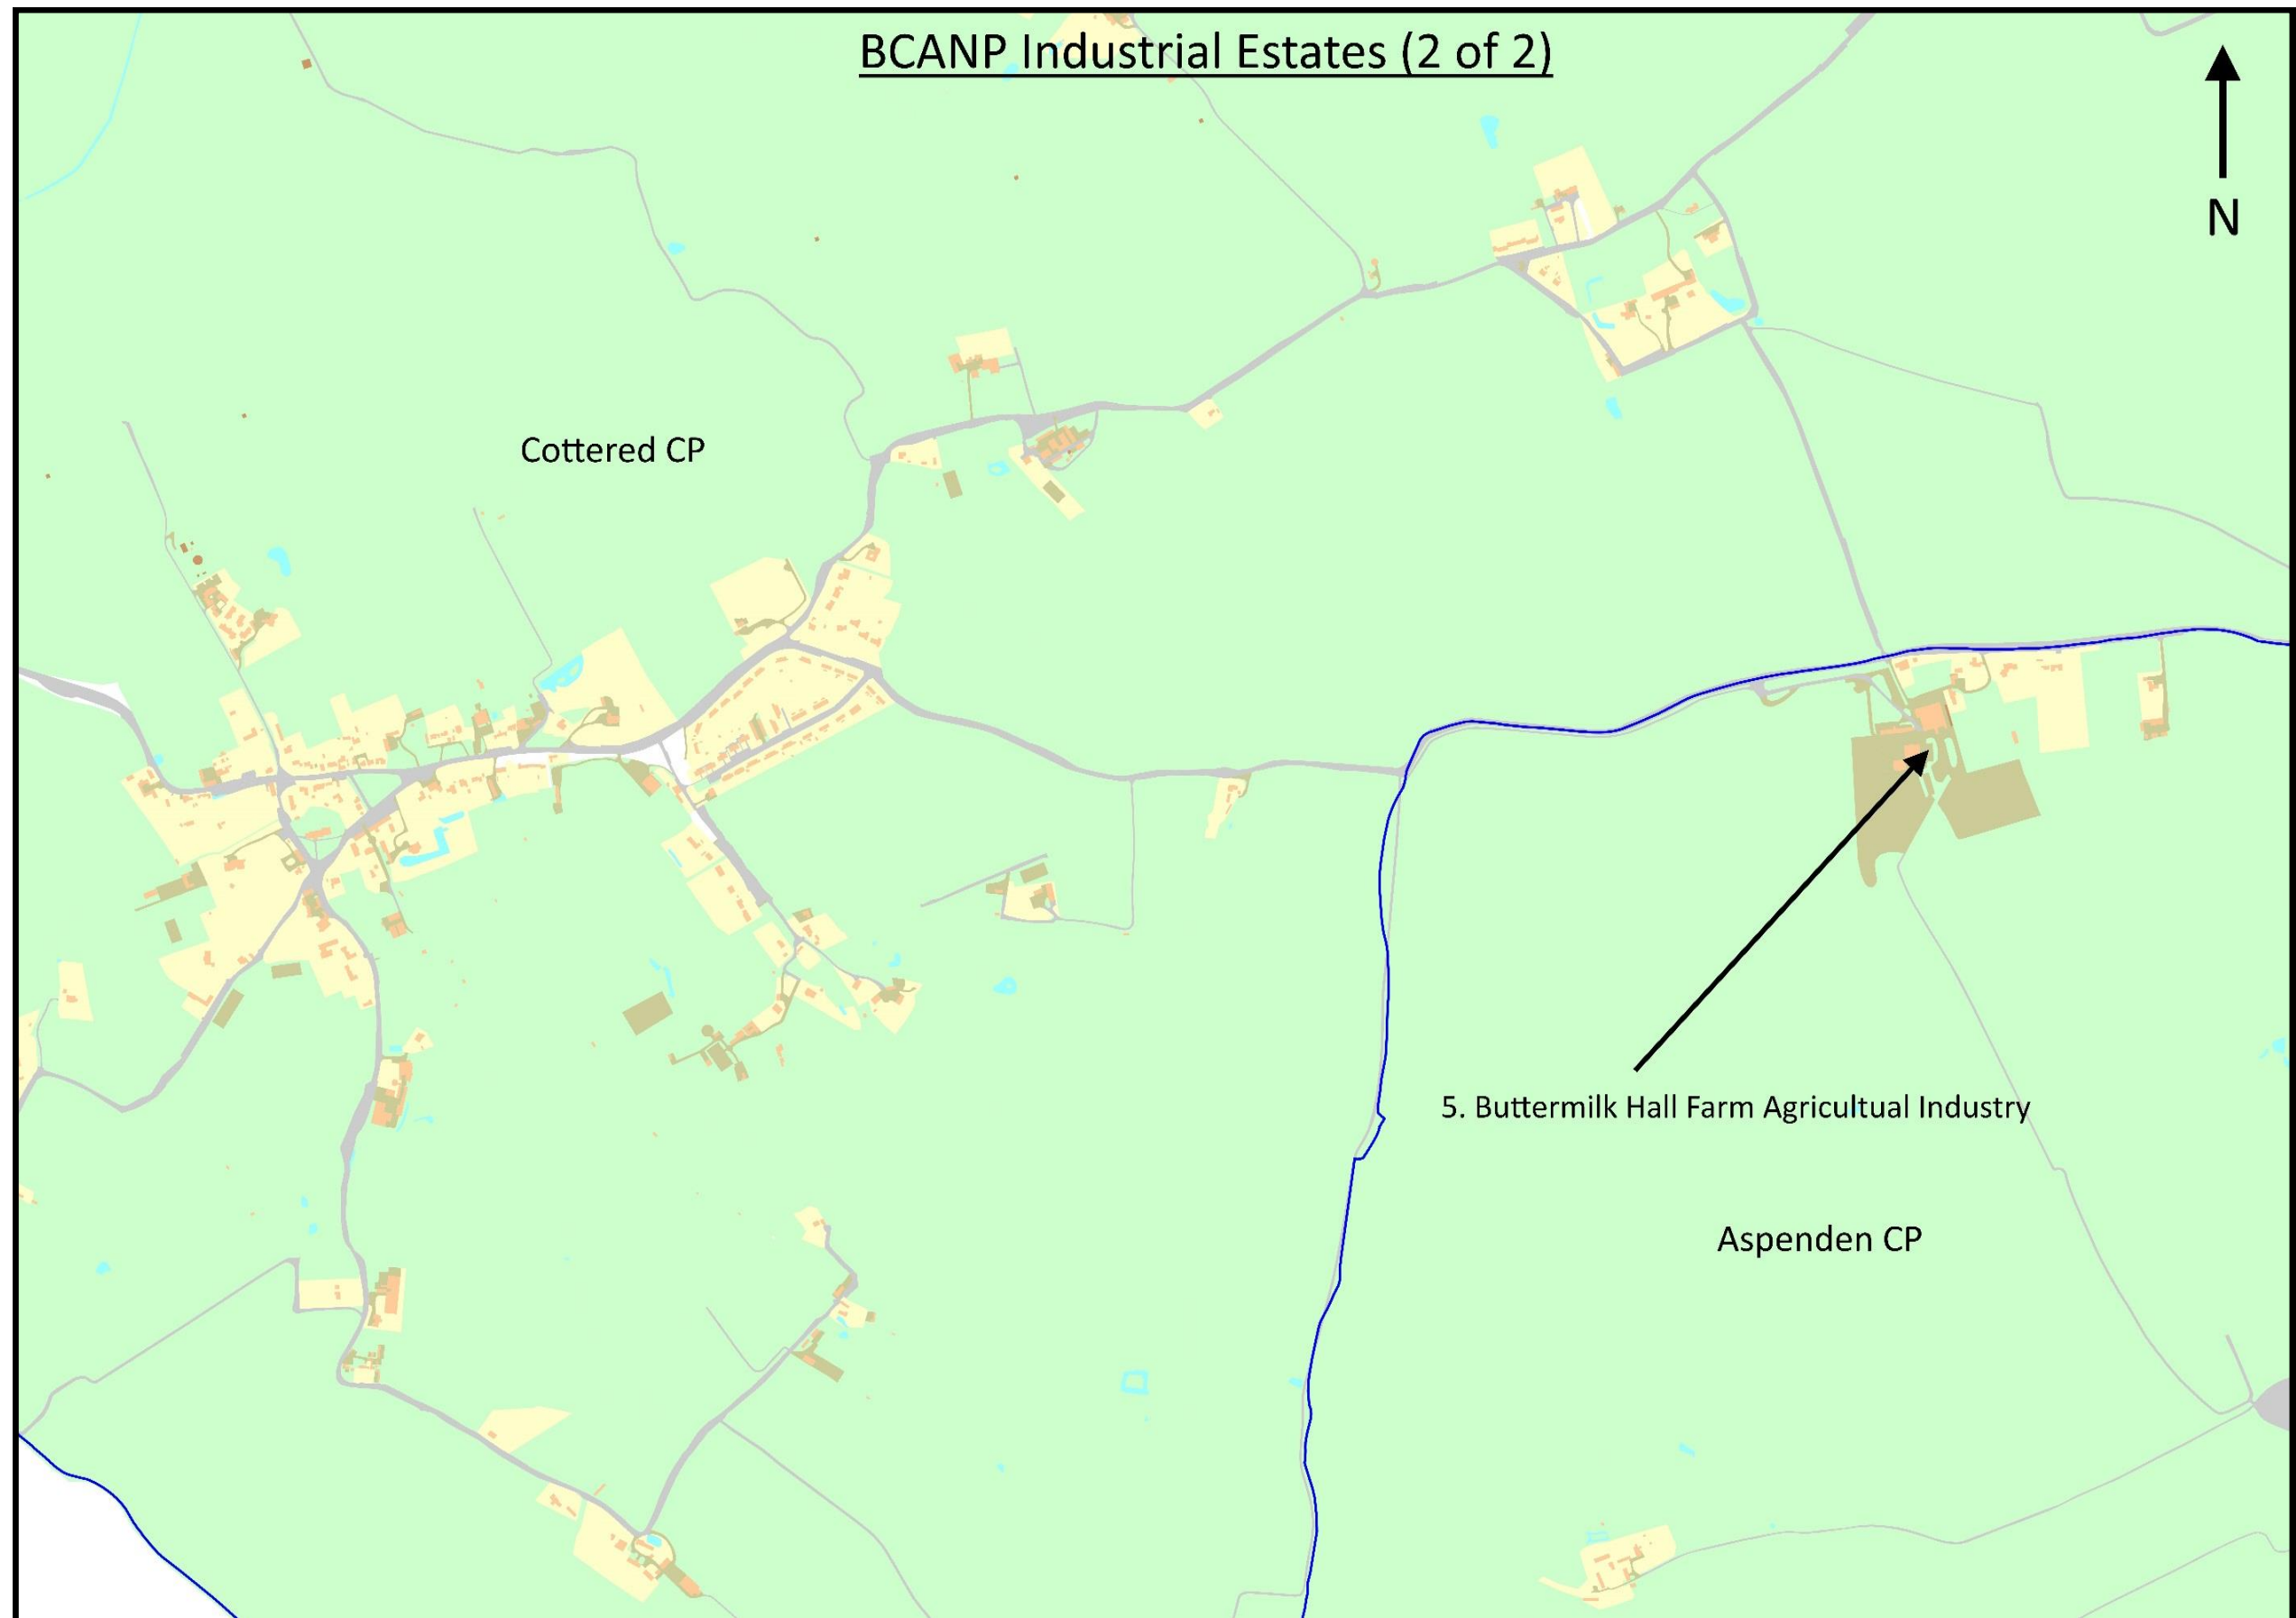 BCANP Industrial Estates (2 of 2)
N
Cottered CP
5. Buttermilk Hall Farm Agricultual Industry
Aspenden CP